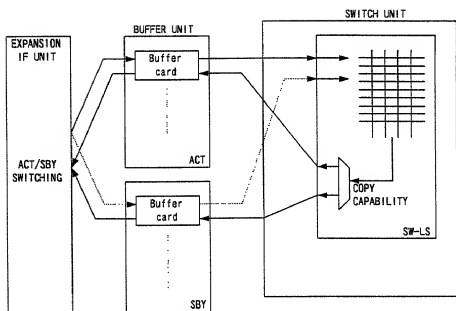 EXPANSION
IF UNIT
ACT/SBY
SWITCHING
BUFFER UNIT
Buffer
card
ACT
Buffer
card
SBY
SWITCH UNIT
COPY
CAPABILITY
SW-LS